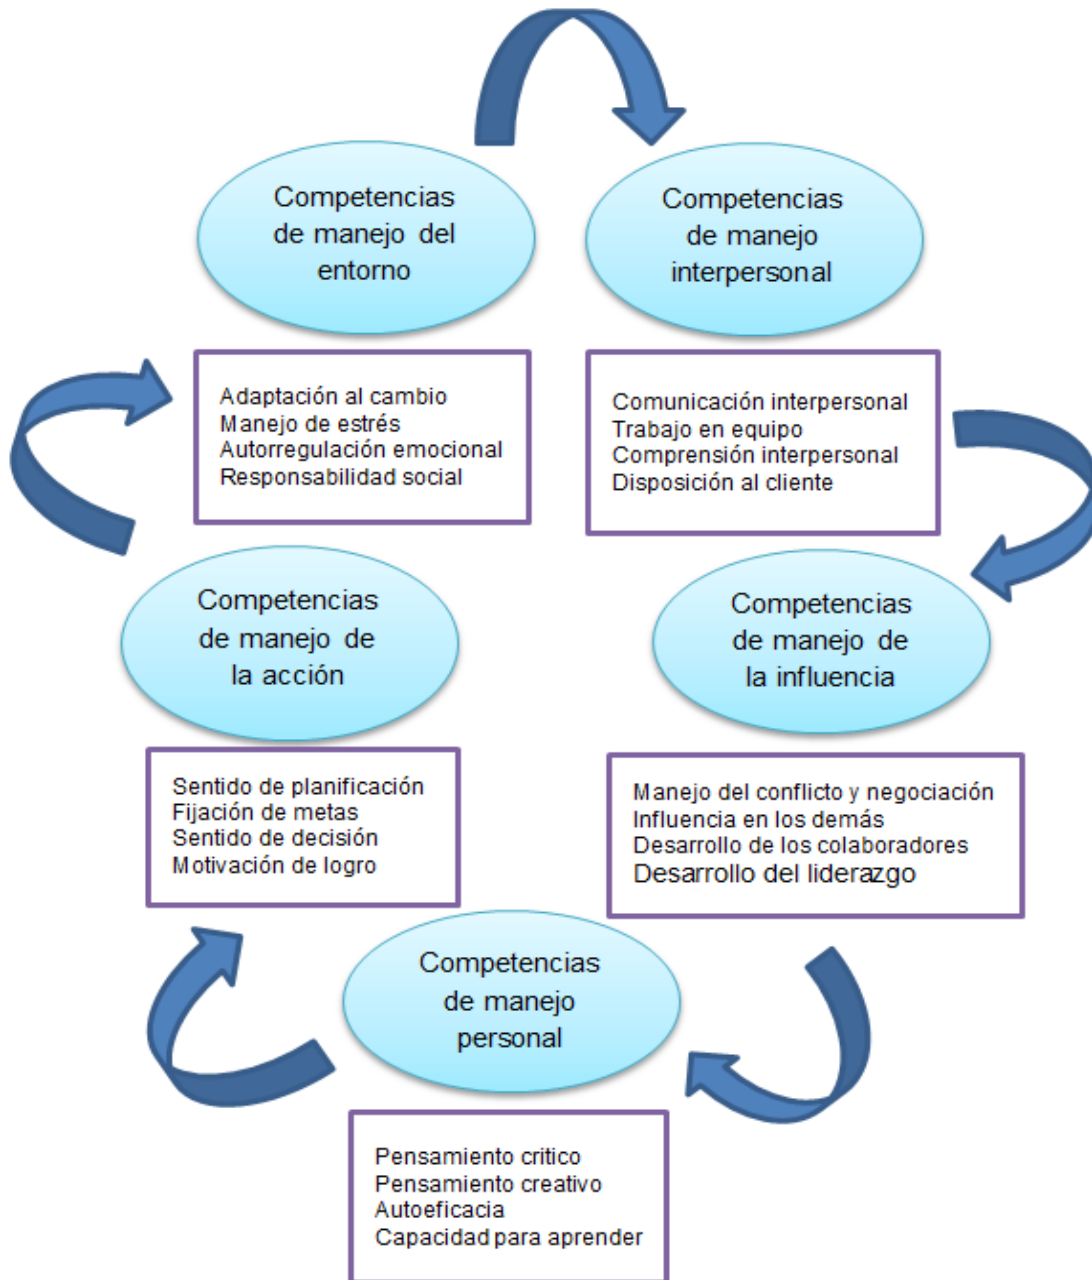 Competencias
de manejo del
entorno
Competencias
de manejo
interpersonal
Adaptación al cambio
Manejo de estrés
Autorregulación emocional
Responsabilidad social
Comunicación interpersonal
Trabajo en equipo
Comprensión interpersonal
Disposición al cliente
Competencias
de manejo de
la acción
Competencias
de manejo de
la influencia
Sentido de planificación
Fijación de metas
Sentido de decisión
Motivación de logro
Manejo del conflicto y negociación
Influencia en los demás
Desarrollo de los colaboradores
Desarrollo del liderazgo
Competencias
de manejo
personal
Pensamiento critico
Pensamiento creativo
Autoeficacia
Capacidad para aprender